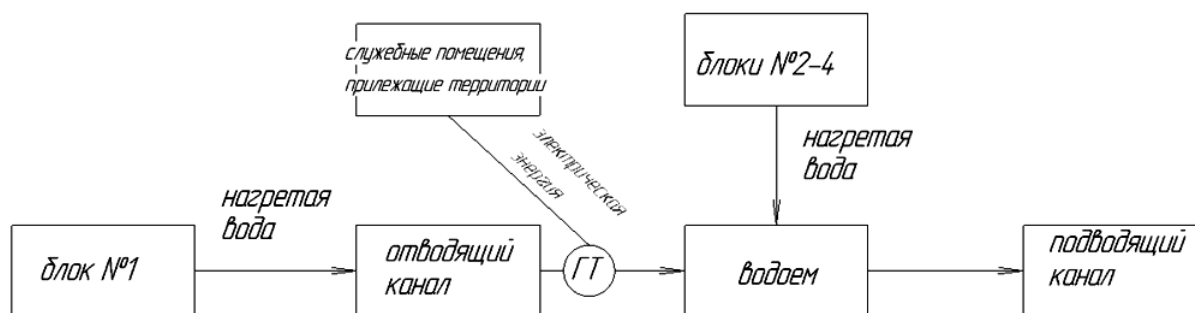 служебные помещения,
прилежащие территории
блоки №2-4
электрическая
энергия
нагретая
вода
нагретая
вода
блок №1
отводящий
канал
ГТ
водоем
подводящий
канал